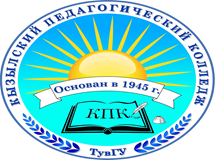 КЫЗЫЛСКИЙ ПЕДАГОГИЧЕСКИЙ КОЛЛЕДЖ
Основан в 1945 г.
КПК
ТувГУ